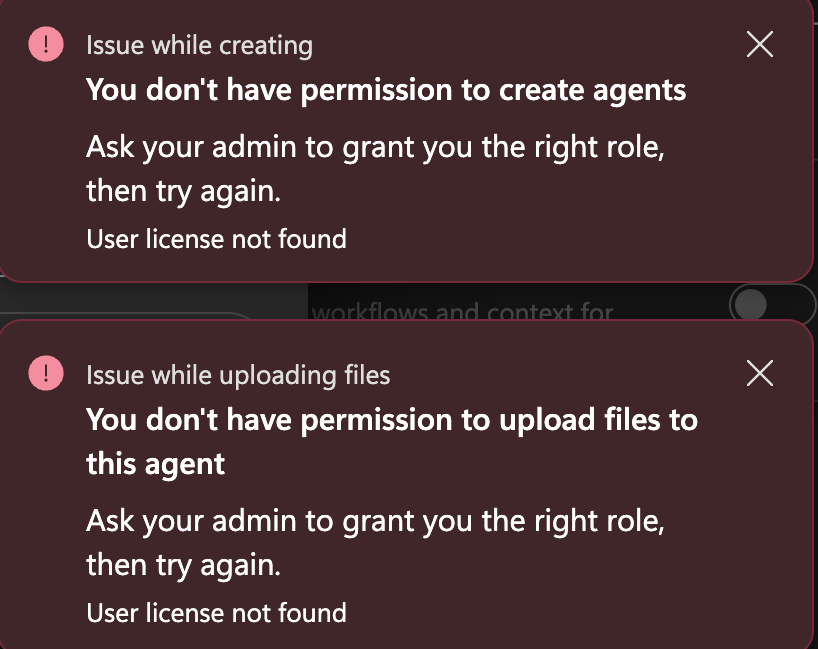 Issue while creating
You don't have permission to create agents
Ask your admin to grant you the right role,
then try again.
User license not found
workflows and context for
Issue while uploading files
You don't have permission to upload files to
this agent
Ask your admin to grant you the right role,
then try again.
User license not found